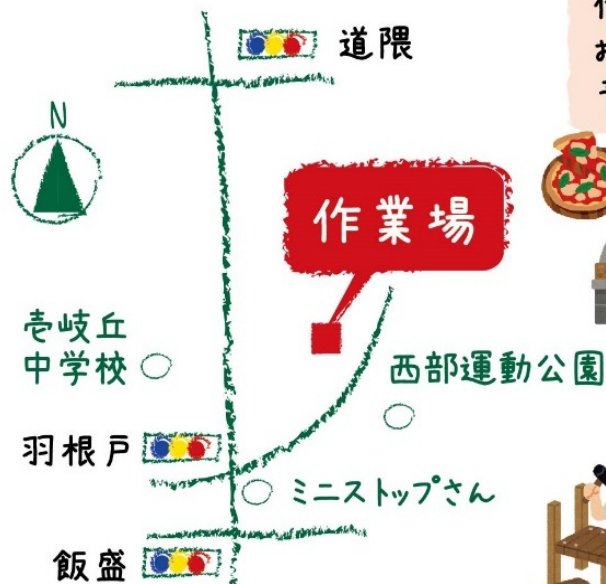 道隈
N
作業場
壱岐丘
中学校
西部運動公園
羽根戸
ミニストップさん
飯盛